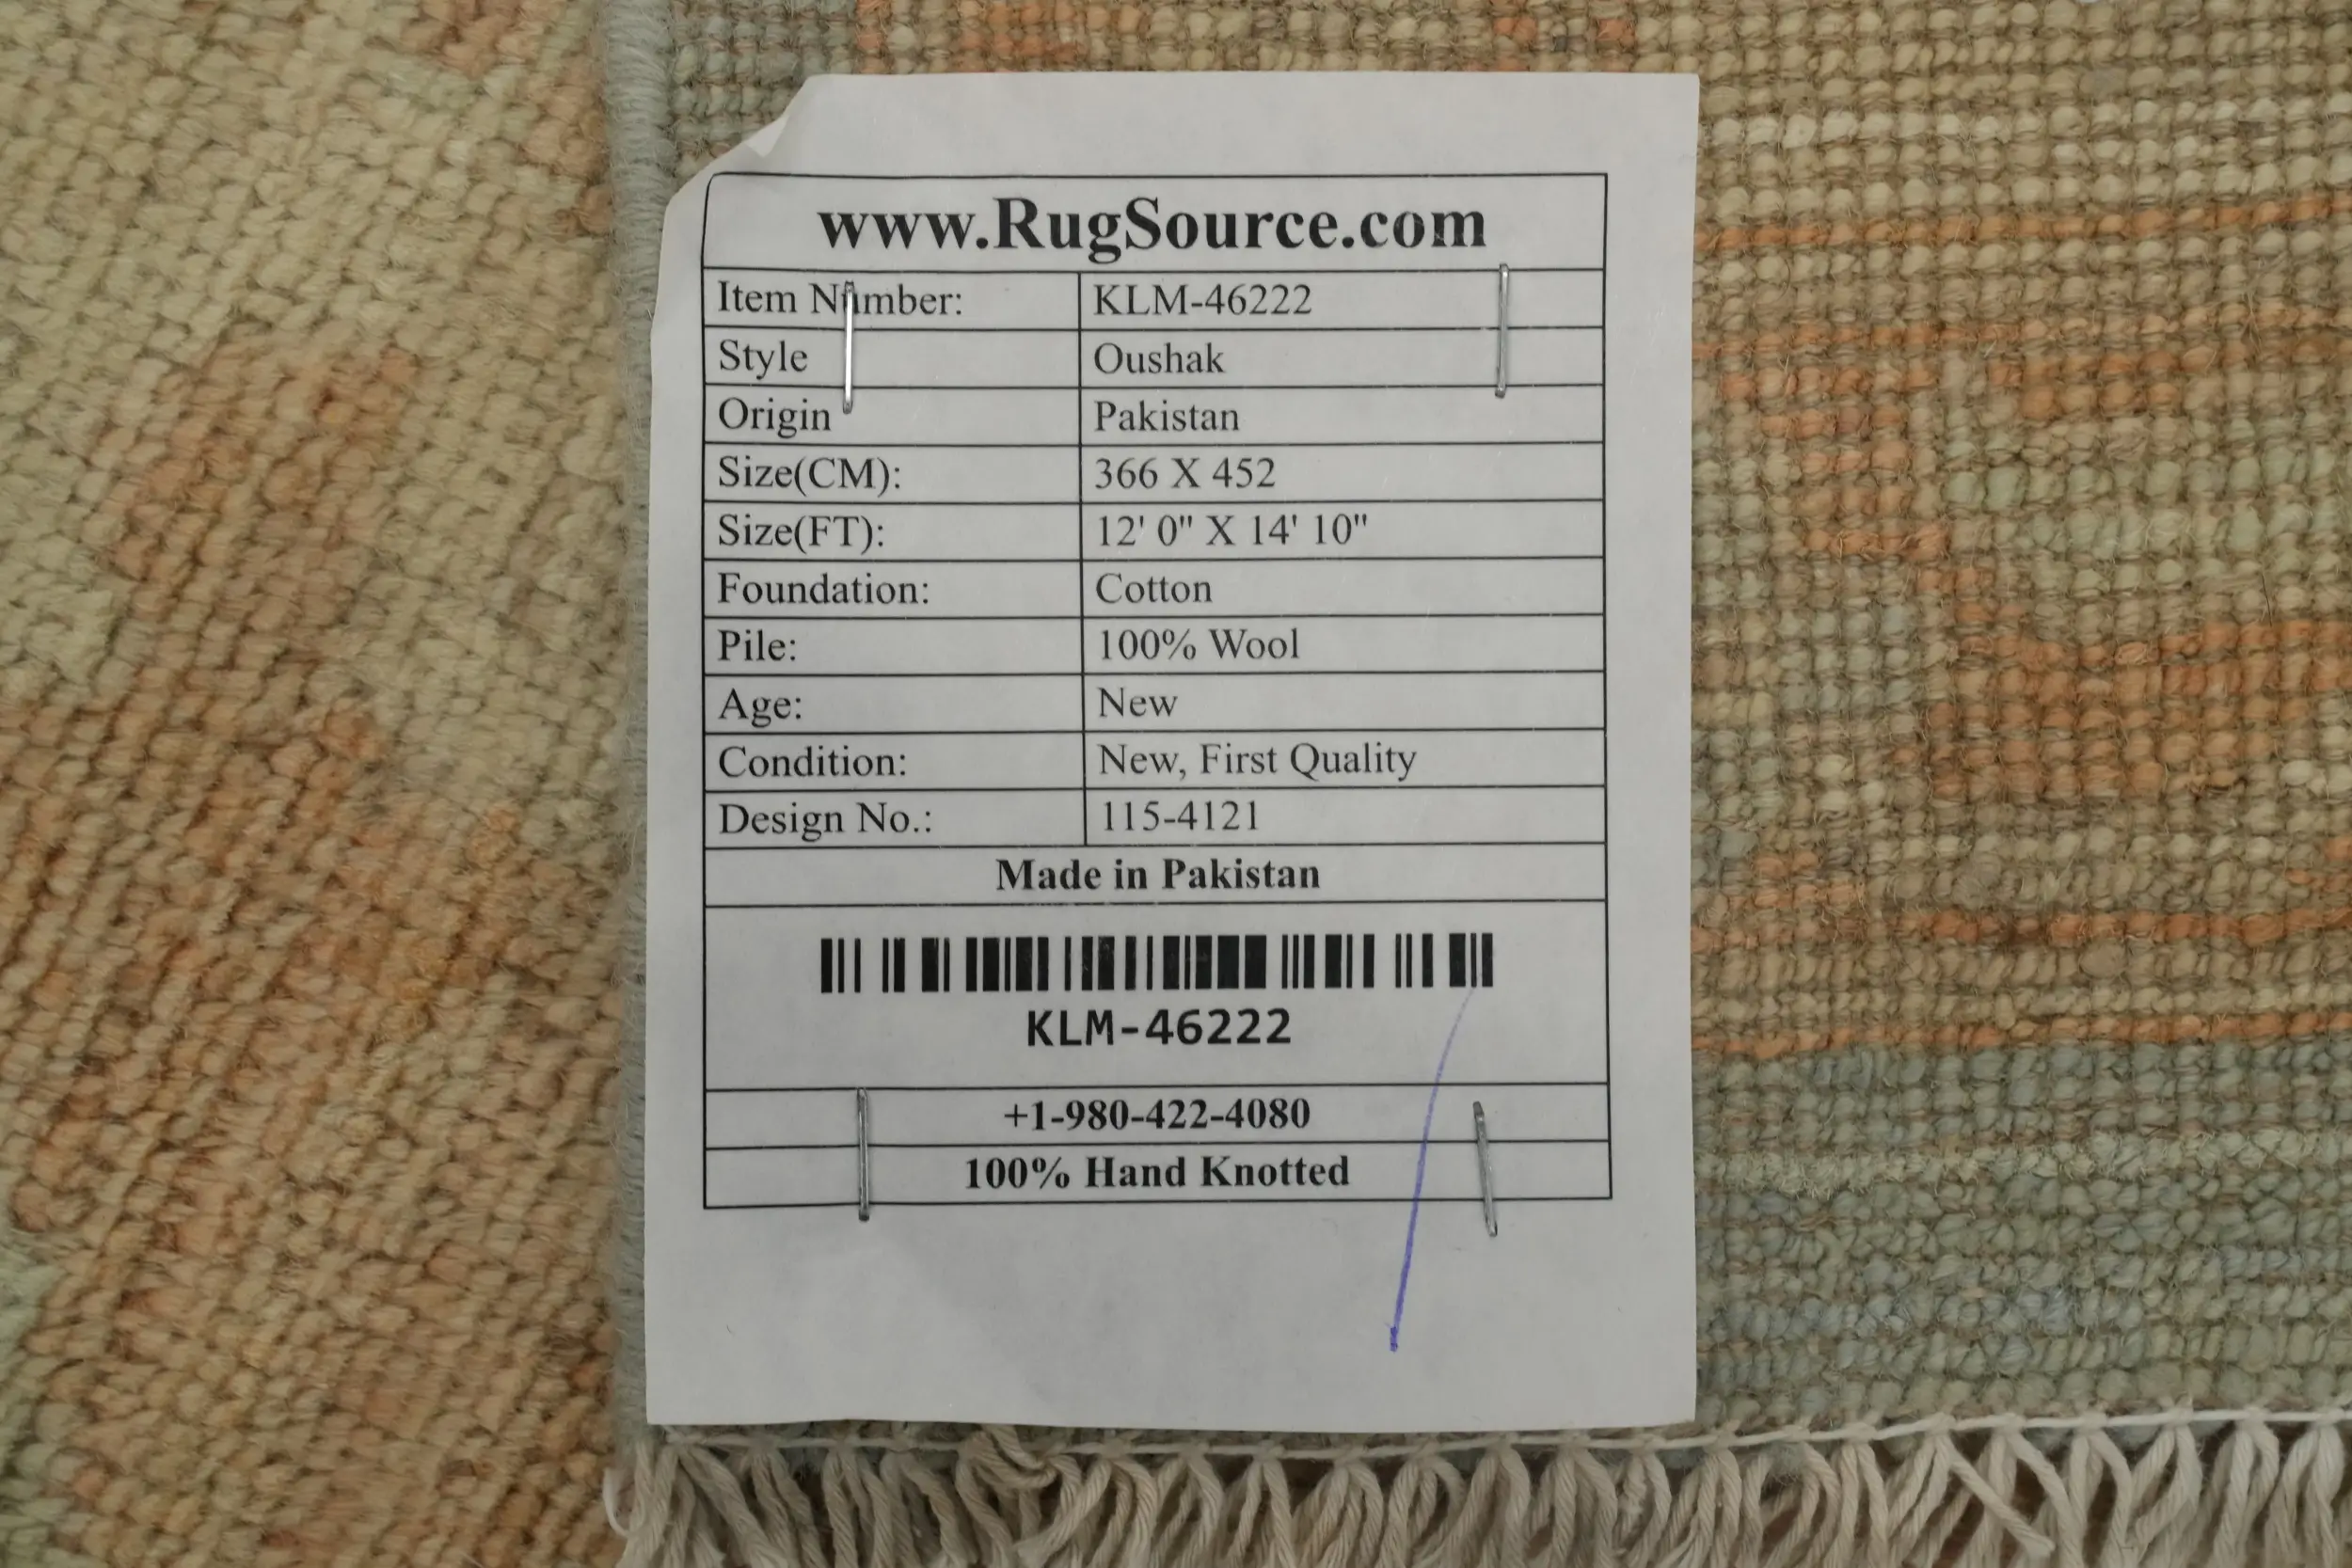 www.RugSource.com
Item Number: KLM-46222
Style Oushak
Origin Pakistan
Size(CM): 366 X 452
Size(FT): 12' 0" X 14' 10"
Foundation: Cotton
Pile: 100% Wool
Age: New
Condition: New, First Quality
Design No.: 115-4121
Made in Pakistan
KLM-46222
+1-980-422-4080
100% Hand Knotted